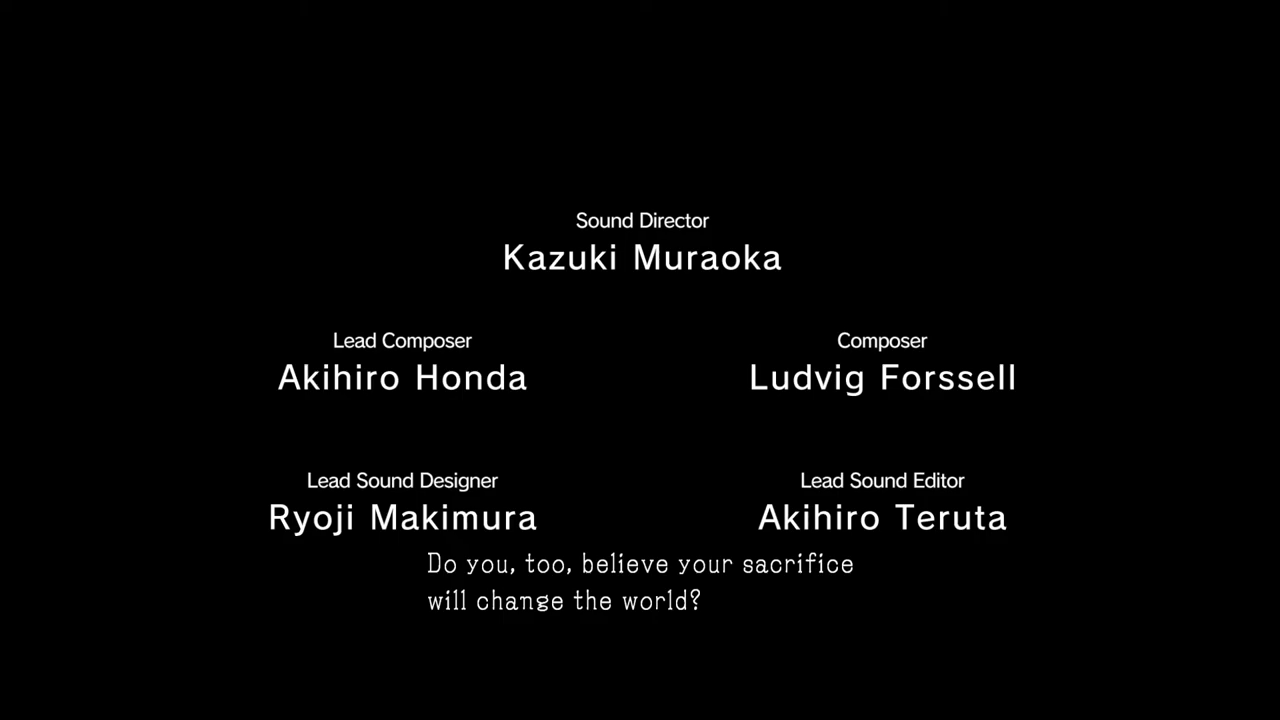 Sound Director
Kazuki Muraoka
Lead Composer
Akihiro Honda
Composer
Ludvig Forssell
Lead Sound Designer
Ryoji Makimura
Lead Sound Editor
Akihiro Teruta
Do you, too, believe your sacrifice
will change the world?